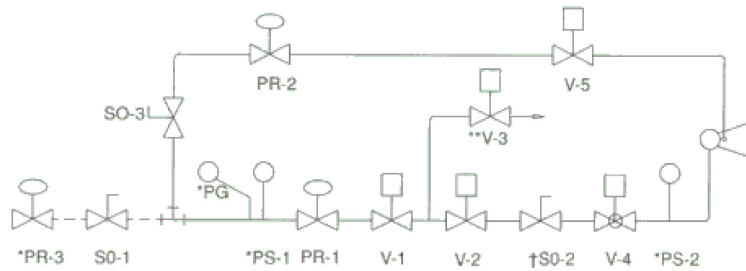 PR-2
V-5
SO-3
**V-3
*PG
*PR-3
S0-1
*PS-1
PR-1
V-1
V-2
†S0-2
V-4
*PS-2